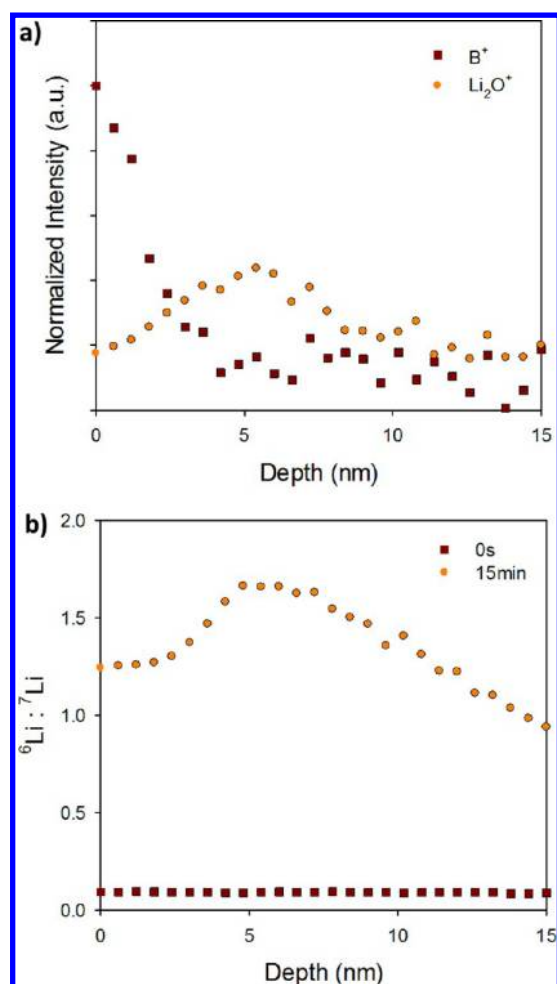 a)
B⁺
Li₂O⁺
Normalized Intensity (a.u.)
0 5 10 15
Depth (nm)
b)
2.0
0s
15min
1.5
⁶Li : ⁷Li
1.0
0.5
0.0
0 5 10 15
Depth (nm)